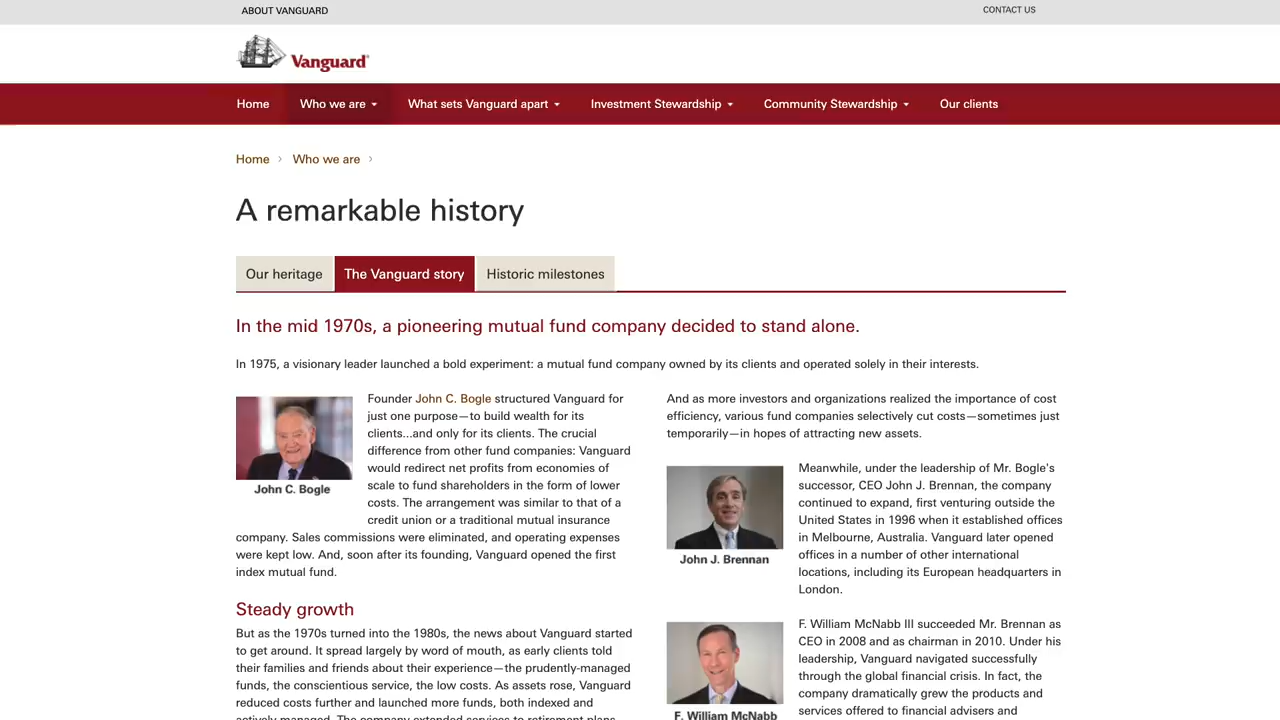 ABOUT VANGUARD
CONTACT US
Vanguard®
Home
Who we are
What sets Vanguard apart
Investment Stewardship
Community Stewardship
Our clients
Home › Who we are ›
A remarkable history
Our heritage
The Vanguard story
Historic milestones
In the mid 1970s, a pioneering mutual fund company decided to stand alone.
In 1975, a visionary leader launched a bold experiment: a mutual fund company owned by its clients and operated solely in their interests.
John C. Bogle
Founder John C. Bogle structured Vanguard for
just one purpose—to build wealth for its
clients...and only for its clients. The crucial
difference from other fund companies: Vanguard
would redirect net profits from economies of
scale to fund shareholders in the form of lower
costs. The arrangement was similar to that of a
credit union or a traditional mutual insurance
company. Sales commissions were eliminated, and operating expenses
were kept low. And, soon after its founding, Vanguard opened the first
index mutual fund.
Steady growth
But as the 1970s turned into the 1980s, the news about Vanguard started
to get around. It spread largely by word of mouth, as early clients told
their families and friends about their experience—the prudently-managed
funds, the conscientious service, the low costs. As assets rose, Vanguard
reduced costs further and launched more funds, both indexed and
actively managed. The company extended services to retirement plans,
And as more investors and organizations realized the importance of cost
efficiency, various fund companies selectively cut costs—sometimes just
temporarily—in hopes of attracting new assets.
John J. Brennan
Meanwhile, under the leadership of Mr. Bogle's
successor, CEO John J. Brennan, the company
continued to expand, first venturing outside the
United States in 1996 when it established offices
in Melbourne, Australia. Vanguard later opened
offices in a number of other international
locations, including its European headquarters in
London.
F. William McNabb
F. William McNabb III succeeded Mr. Brennan as
CEO in 2008 and as chairman in 2010. Under his
leadership, Vanguard navigated successfully
through the global financial crisis. In fact, the
company dramatically grew the products and
services offered to financial advisers and